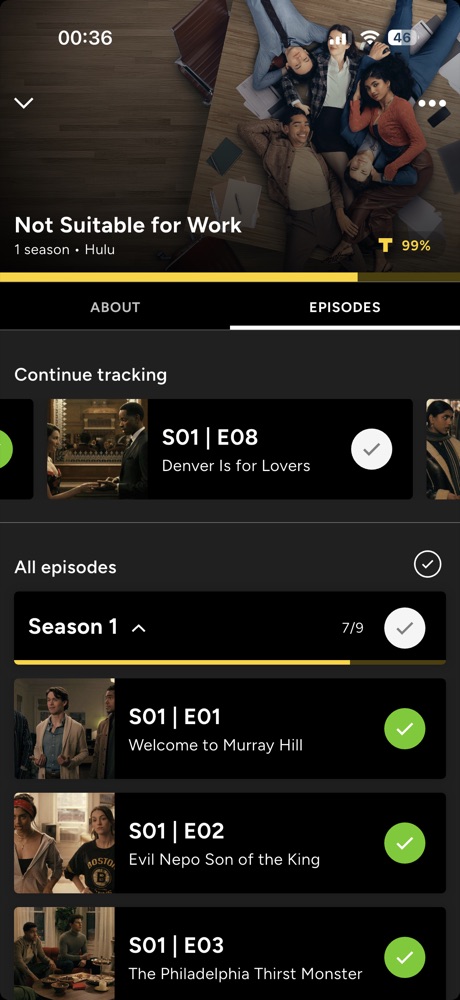 00:36
46
Not Suitable for Work
1 season • Hulu
T 99%
ABOUT
EPISODES
Continue tracking
S01 | E08
Denver Is for Lovers
All episodes
Season 1
7/9
S01 | E01
Welcome to Murray Hill
S01 | E02
Evil Nepo Son of the King
BOSTON
S01 | E03
The Philadelphia Thirst Monster